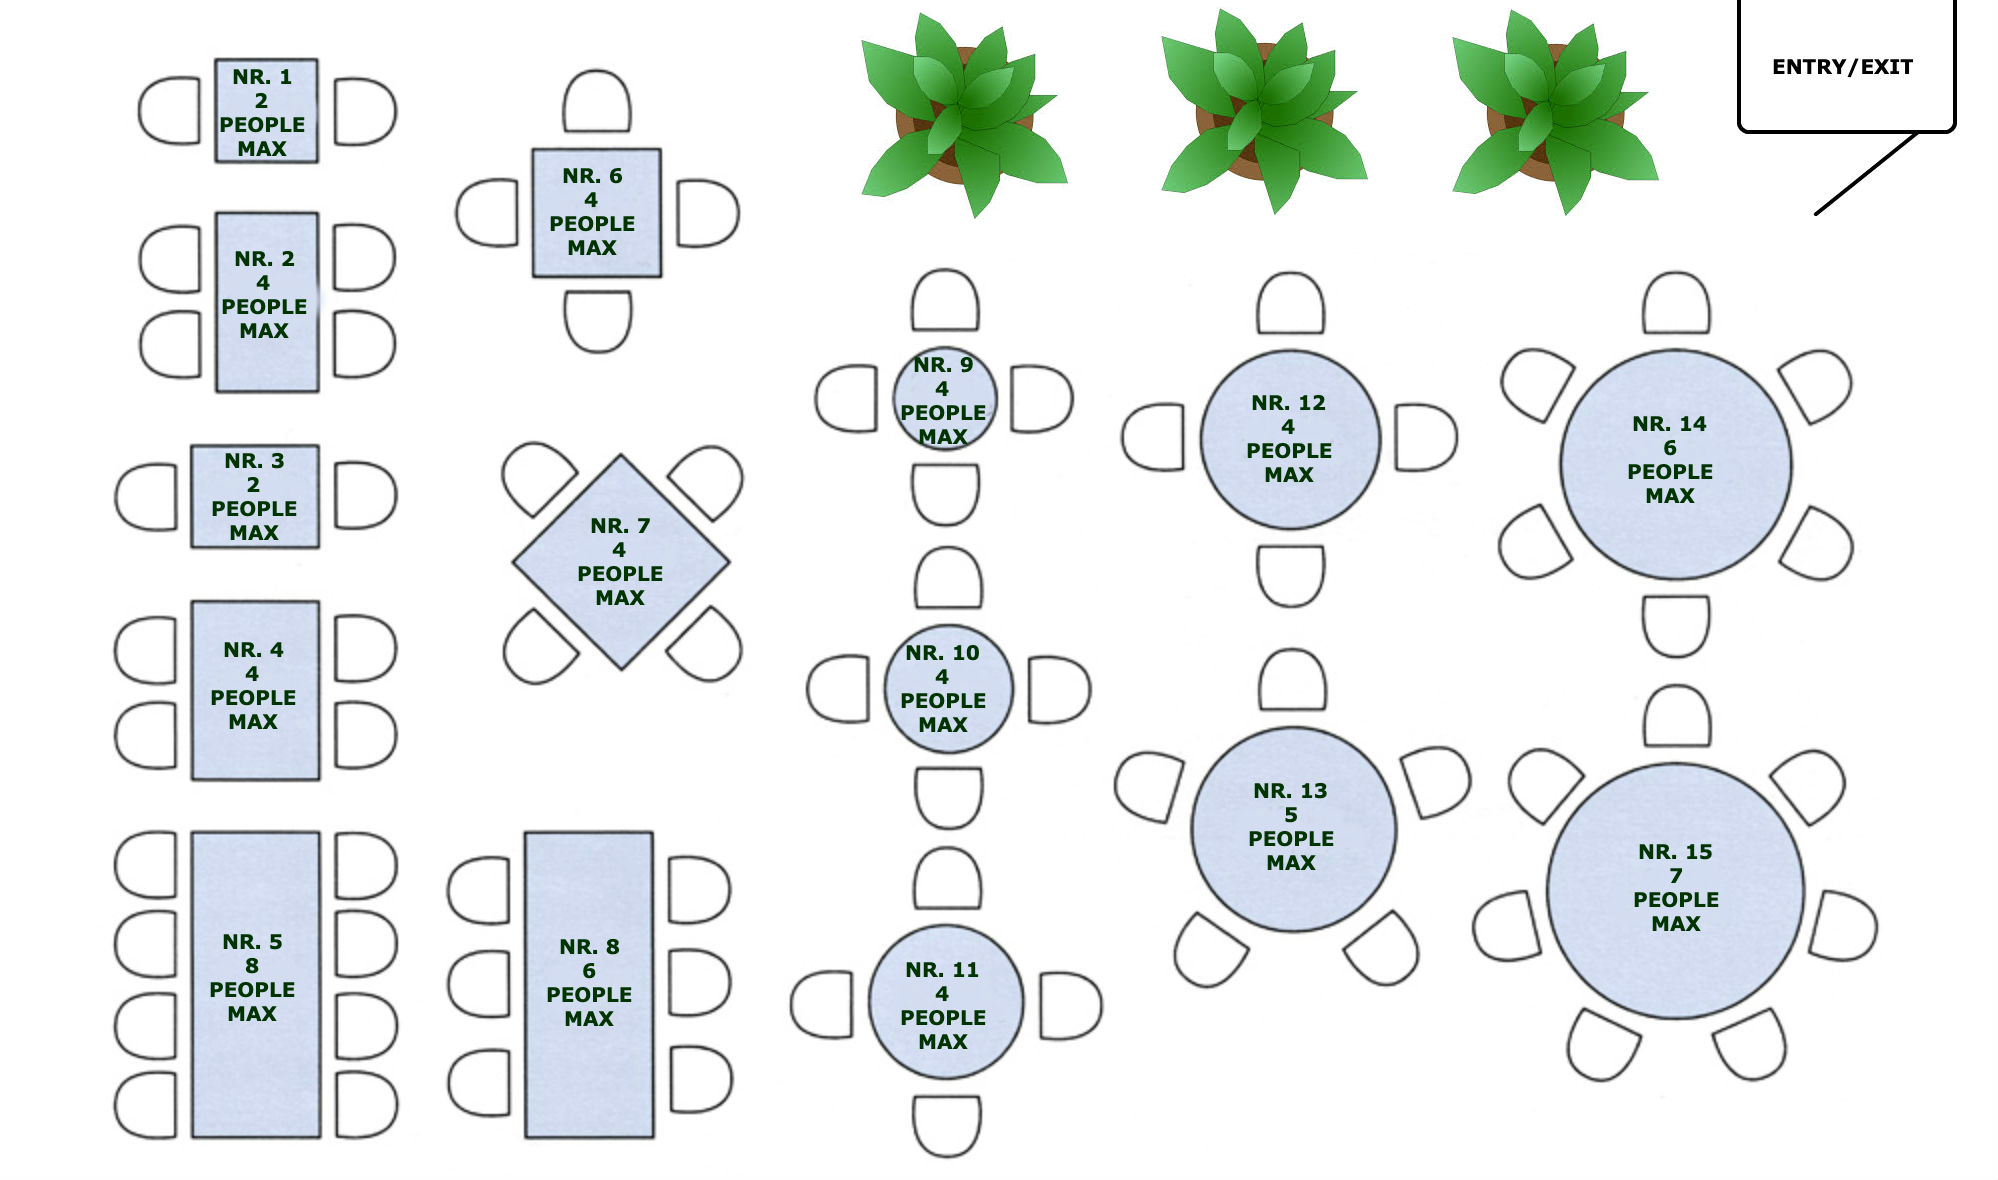 NR. 1
2
PEOPLE
MAX
NR. 2
4
PEOPLE
MAX
NR. 3
2
PEOPLE
MAX
NR. 4
4
PEOPLE
MAX
NR. 5
8
PEOPLE
MAX
NR. 6
4
PEOPLE
MAX
NR. 7
4
PEOPLE
MAX
NR. 8
6
PEOPLE
MAX
NR. 9
4
PEOPLE
MAX
NR. 10
4
PEOPLE
MAX
NR. 11
4
PEOPLE
MAX
NR. 12
4
PEOPLE
MAX
NR. 13
5
PEOPLE
MAX
ENTRY/EXIT
NR. 14
6
PEOPLE
MAX
NR. 15
7
PEOPLE
MAX